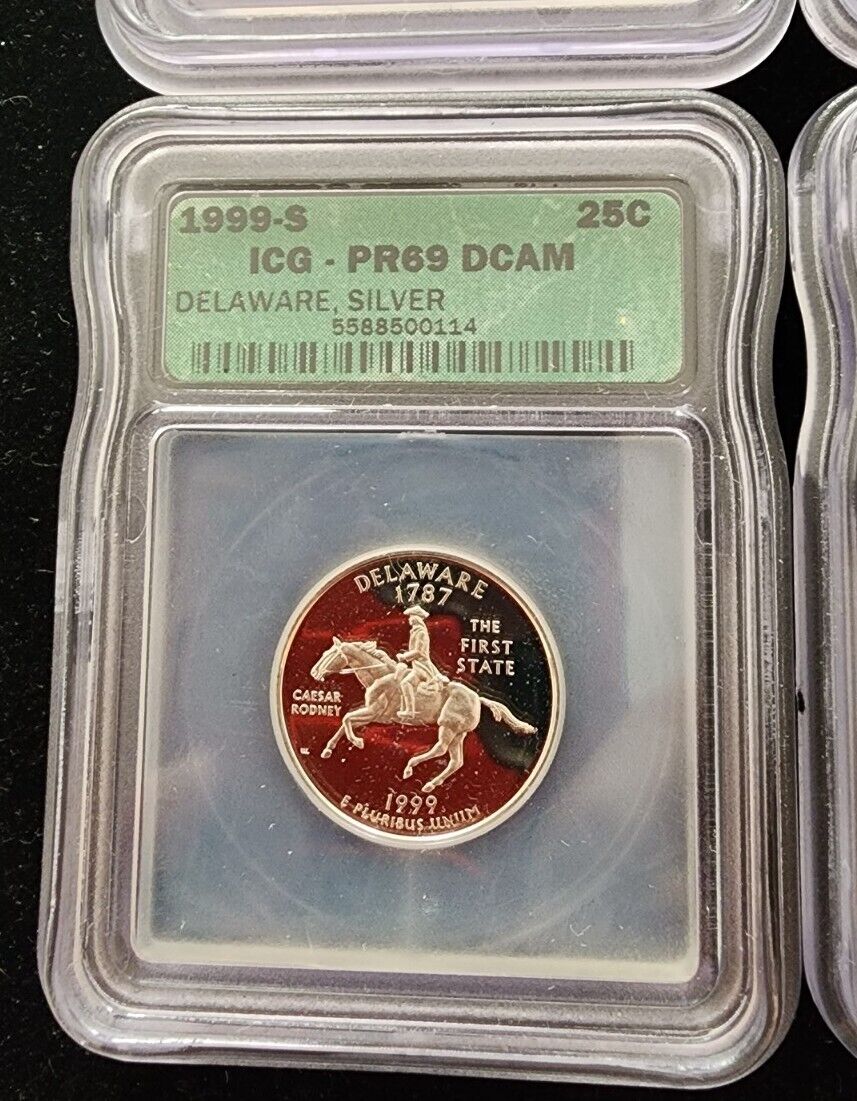 1999-S 25C
ICG - PR69 DCAM
DELAWARE, SILVER
5588500114
DELAWARE
1787
THE
FIRST
STATE
CAESAR
RODNEY
1999
E PLURIBUS UNUM